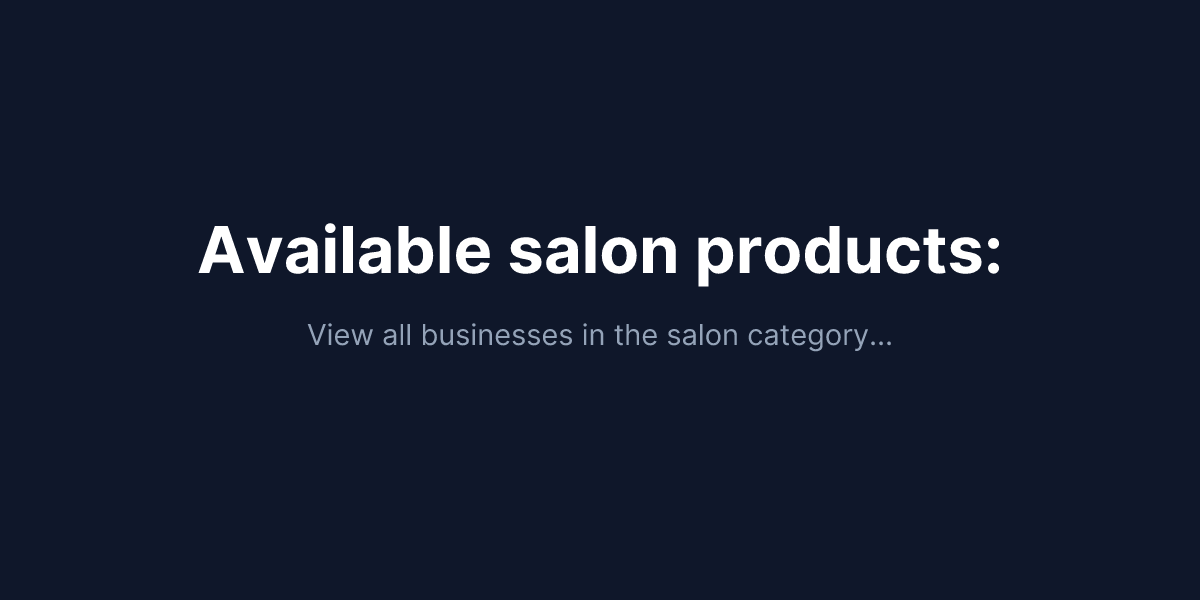 Available salon products:
View all businesses in the salon category...